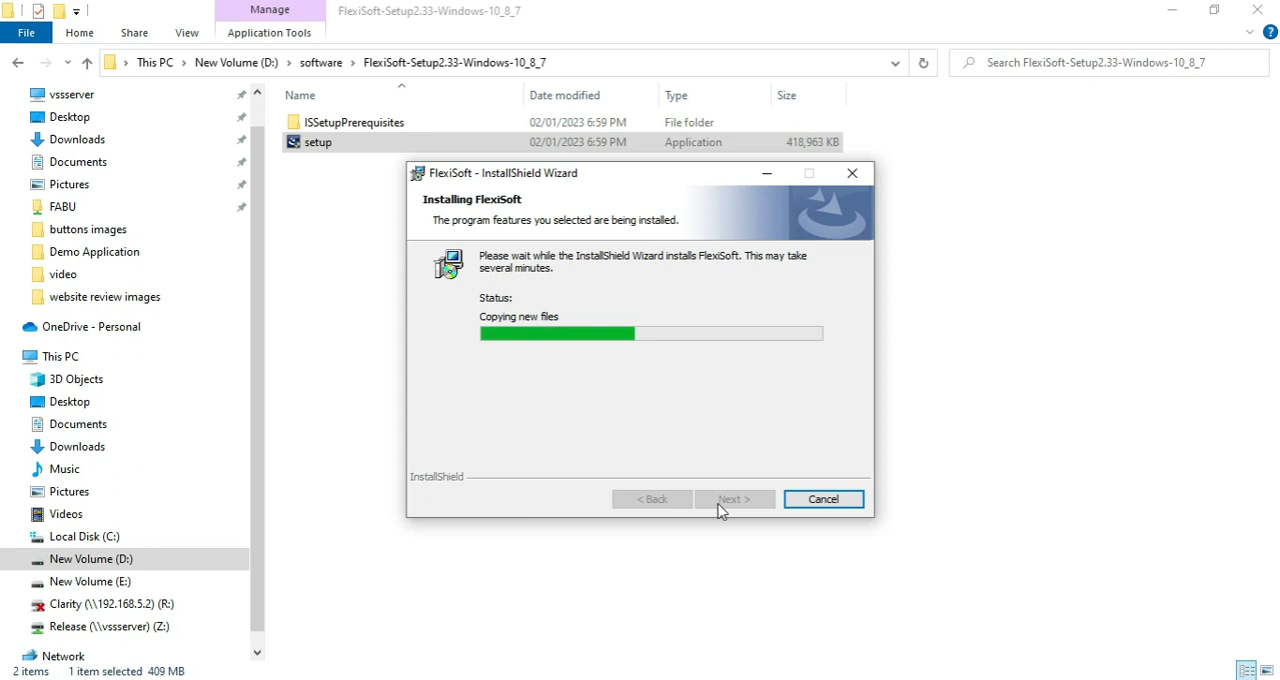 Manage
FlexiSoft-Setup2.33-Windows-10_8_7
File
Home
Share
View
Application Tools
This PC
New Volume (D:)
software
FlexiSoft-Setup2.33-Windows-10_8_7
Search FlexiSoft-Setup2.33-Windows-10_8_7
vssserver
Desktop
Downloads
Documents
Pictures
FABU
buttons images
Demo Application
video
website review images
OneDrive - Personal
This PC
3D Objects
Desktop
Documents
Downloads
Music
Pictures
Videos
Local Disk (C:)
New Volume (D:)
New Volume (E:)
Clarity (\\192.168.5.2) (R:)
Release (\\vssserver) (Z:)
Network
Name Date modified Type Size
ISSetupPrerequisites 02/01/2023 6:59 PM File folder
setup 02/01/2023 6:59 PM Application 418,963 KB
FlexiSoft - InstallShield Wizard
Installing FlexiSoft
The program features you selected are being installed.
Please wait while the InstallShield Wizard installs FlexiSoft. This may take
several minutes.
Status:
Copying new files
InstallShield
< Back
Next >
Cancel
2 items 1 item selected 409 MB